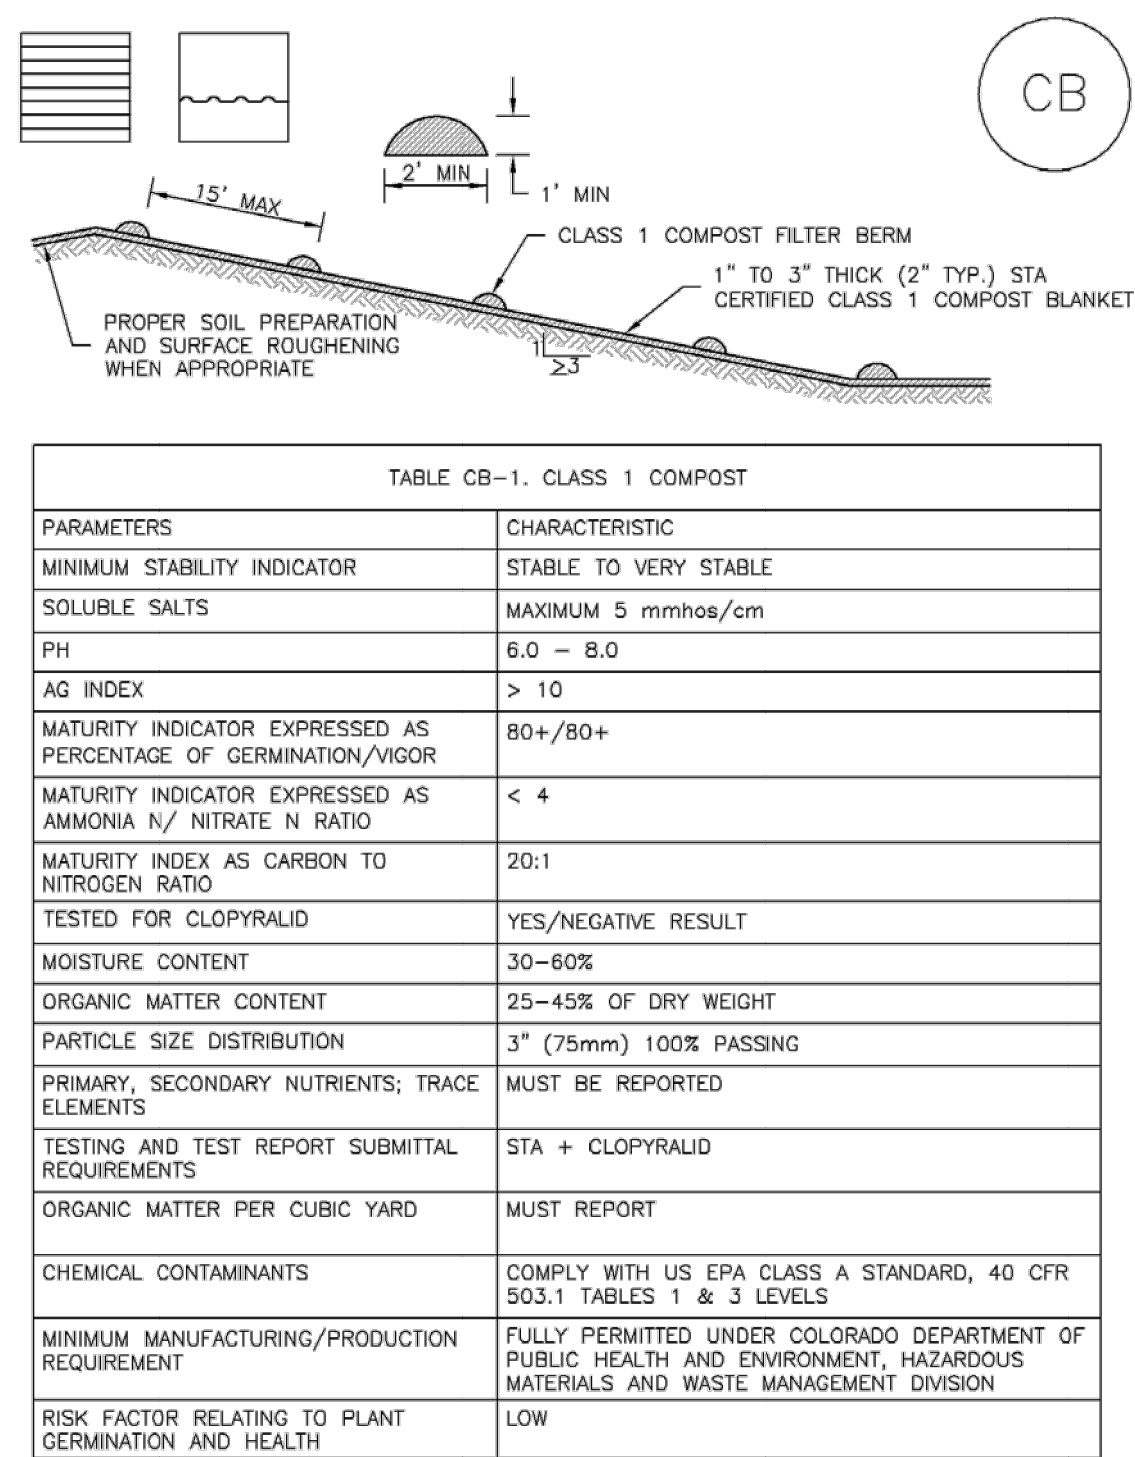 CB
2' MIN
1' MIN
15' MAX
CLASS 1 COMPOST FILTER BERM
1" TO 3" THICK (2" TYP.) STA
CERTIFIED CLASS 1 COMPOST BLANKET
PROPER SOIL PREPARATION
AND SURFACE ROUGHENING
WHEN APPROPRIATE
1
≥3
TABLE CB-1. CLASS 1 COMPOST
PARAMETERS CHARACTERISTIC
MINIMUM STABILITY INDICATOR STABLE TO VERY STABLE
SOLUBLE SALTS MAXIMUM 5 mmhos/cm
PH 6.0 - 8.0
AG INDEX > 10
MATURITY INDICATOR EXPRESSED AS
PERCENTAGE OF GERMINATION/VIGOR
80+/80+
MATURITY INDICATOR EXPRESSED AS
AMMONIA N/ NITRATE N RATIO
< 4
MATURITY INDEX AS CARBON TO
NITROGEN RATIO
20:1
TESTED FOR CLOPYRALID YES/NEGATIVE RESULT
MOISTURE CONTENT 30-60%
ORGANIC MATTER CONTENT 25-45% OF DRY WEIGHT
PARTICLE SIZE DISTRIBUTION 3" (75mm) 100% PASSING
PRIMARY, SECONDARY NUTRIENTS; TRACE
ELEMENTS
MUST BE REPORTED
TESTING AND TEST REPORT SUBMITTAL
REQUIREMENTS
STA + CLOPYRALID
ORGANIC MATTER PER CUBIC YARD MUST REPORT
CHEMICAL CONTAMINANTS
COMPLY WITH US EPA CLASS A STANDARD, 40 CFR
503.1 TABLES 1 & 3 LEVELS
MINIMUM MANUFACTURING/PRODUCTION
REQUIREMENT
FULLY PERMITTED UNDER COLORADO DEPARTMENT OF
PUBLIC HEALTH AND ENVIRONMENT, HAZARDOUS
MATERIALS AND WASTE MANAGEMENT DIVISION
RISK FACTOR RELATING TO PLANT
GERMINATION AND HEALTH
LOW